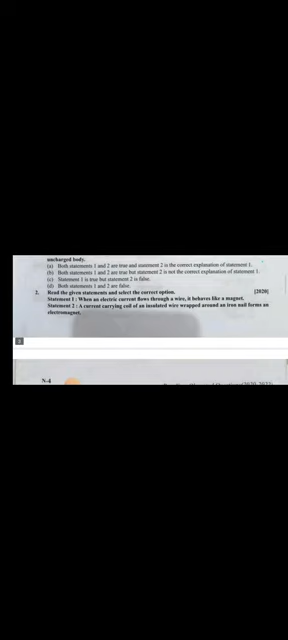 uncharged body.
(a) Both statements 1 and 2 are true and statement 2 is the correct explanation of statement 1.
(b) Both statements 1 and 2 are true but statement 2 is not the correct explanation of statement 1.
(c) Statement 1 is true but statement 2 is false.
(d) Both statements 1 and 2 are false.
2. Read the given statements and select the correct option. [2020]
Statement 1 : When an electric current flows through a wire, it behaves like a magnet.
Statement 2 : A current carrying coil of an insulated wire wrapped around an iron nail forms an
electromagnet.
2
N-4